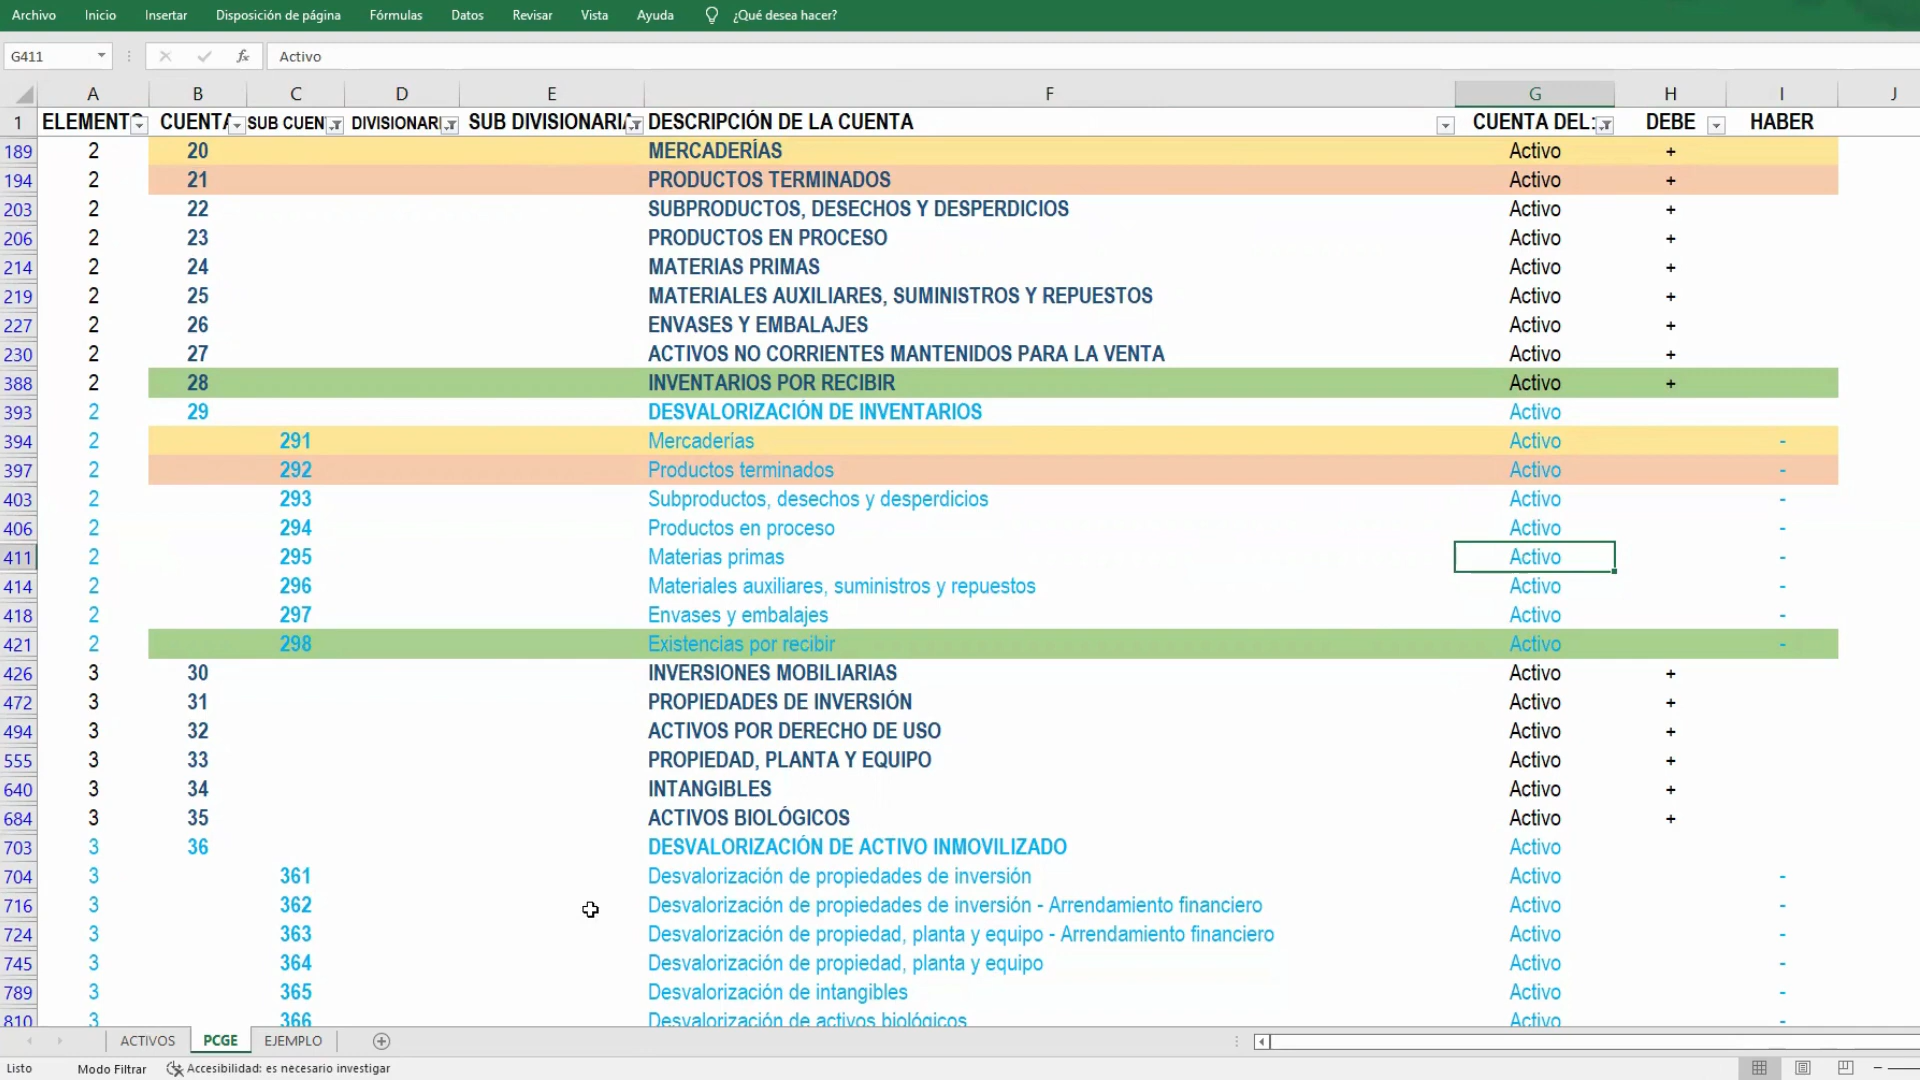 Archivo Inicio Insertar Disposición de página Fórmulas Datos Revisar Vista Ayuda ¿Qué desea hacer?
G411 fx Activo
A B C D E F G H I J
1 ELEMENTO CUENTA SUB CUEN DIVISIONARI SUB DIVISIONARIA DESCRIPCIÓN DE LA CUENTA CUENTA DEL: DEBE HABER
189 2 20 MERCADERÍAS Activo +
194 2 21 PRODUCTOS TERMINADOS Activo +
203 2 22 SUBPRODUCTOS, DESECHOS Y DESPERDICIOS Activo +
206 2 23 PRODUCTOS EN PROCESO Activo +
214 2 24 MATERIAS PRIMAS Activo +
219 2 25 MATERIALES AUXILIARES, SUMINISTROS Y REPUESTOS Activo +
227 2 26 ENVASES Y EMBALAJES Activo +
230 2 27 ACTIVOS NO CORRIENTES MANTENIDOS PARA LA VENTA Activo +
388 2 28 INVENTARIOS POR RECIBIR Activo +
393 2 29 DESVALORIZACIÓN DE INVENTARIOS Activo
394 2 291 Mercaderías Activo -
397 2 292 Productos terminados Activo -
403 2 293 Subproductos, desechos y desperdicios Activo -
406 2 294 Productos en proceso Activo -
411 2 295 Materias primas Activo -
414 2 296 Materiales auxiliares, suministros y repuestos Activo -
418 2 297 Envases y embalajes Activo -
421 2 298 Existencias por recibir Activo -
426 3 30 INVERSIONES MOBILIARIAS Activo +
472 3 31 PROPIEDADES DE INVERSIÓN Activo +
494 3 32 ACTIVOS POR DERECHO DE USO Activo +
555 3 33 PROPIEDAD, PLANTA Y EQUIPO Activo +
640 3 34 INTANGIBLES Activo +
684 3 35 ACTIVOS BIOLÓGICOS Activo +
703 3 36 DESVALORIZACIÓN DE ACTIVO INMOVILIZADO Activo
704 3 361 Desvalorización de propiedades de inversión Activo -
716 3 362 Desvalorización de propiedades de inversión - Arrendamiento financiero Activo -
724 3 363 Desvalorización de propiedad, planta y equipo - Arrendamiento financiero Activo -
745 3 364 Desvalorización de propiedad, planta y equipo Activo -
789 3 365 Desvalorización de intangibles Activo -
810 3 366 Desvalorización de activos biológicos Activo -
ACTIVOS PCGE EJEMPLO
Listo Modo Filtrar Accesibilidad: es necesario investigar